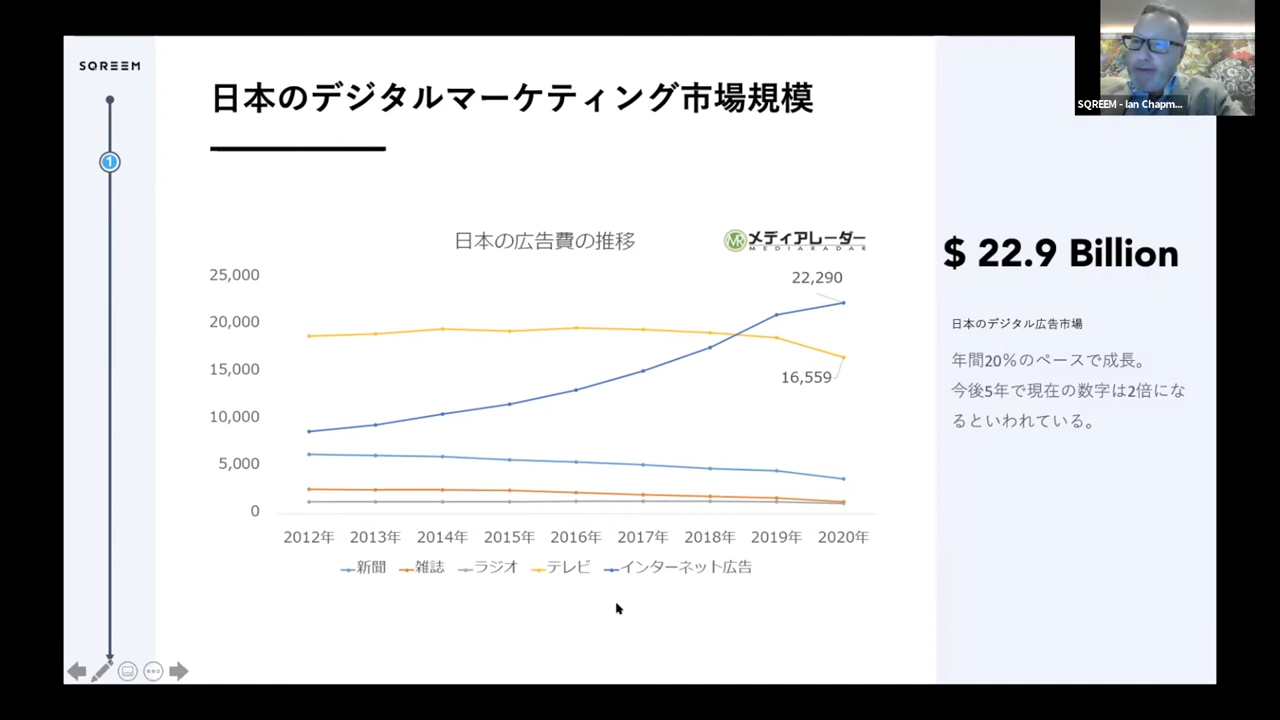 SQREEM
1
日本のデジタルマーケティング市場規模
SQREEM - Ian Chapm...
日本の広告費の推移
メディアレーダー
MEDIARADAR
25,000
20,000
15,000
10,000
5,000
0
22,290
16,559
2012年 2013年 2014年 2015年 2016年 2017年 2018年 2019年 2020年
新聞 雑誌 ラジオ テレビ インターネット広告
$ 22.9 Billion
日本のデジタル広告市場
年間20%のペースで成長。
今後5年で現在の数字は2倍にな
るといわれている。